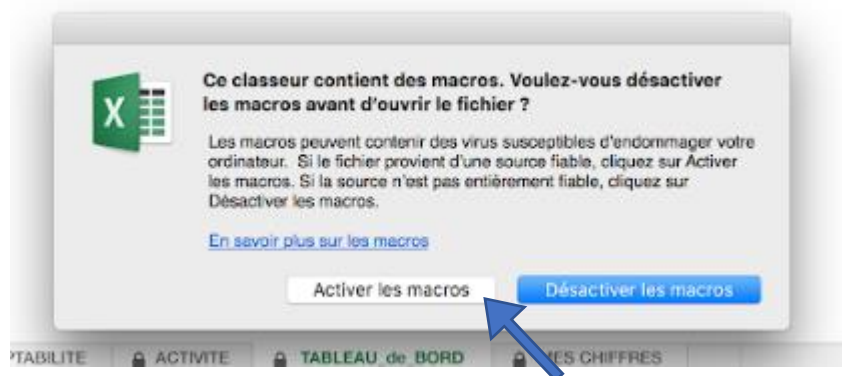 Ce classeur contient des macros. Voulez-vous désactiver
les macros avant d'ouvrir le fichier ?
Les macros peuvent contenir des virus susceptibles d'endommager votre
ordinateur. Si le fichier provient d'une source fiable, cliquez sur Activer
les macros. Si la source n'est pas entièrement fiable, cliquez sur
Désactiver les macros.
En savoir plus sur les macros
Activer les macros
Désactiver les macros
PTABILITE ACTIVITE TABLEAU_de_BORD MES CHIFFRES